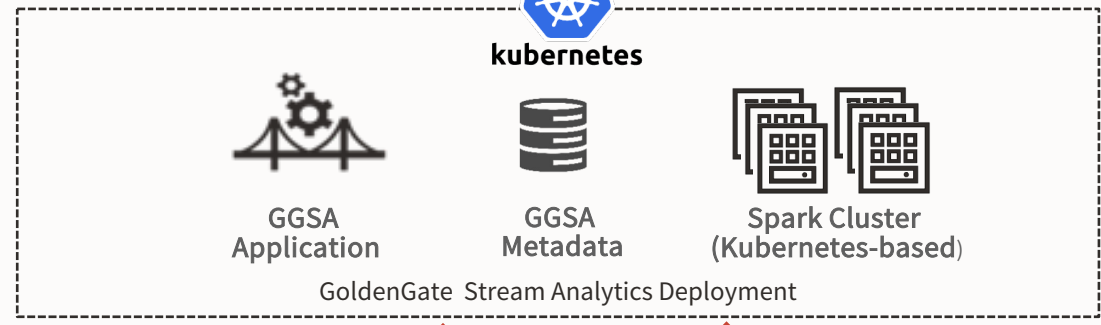 kubernetes
GGSA
Application
GGSA
Metadata
Spark Cluster
(Kubernetes-based)
GoldenGate Stream Analytics Deployment